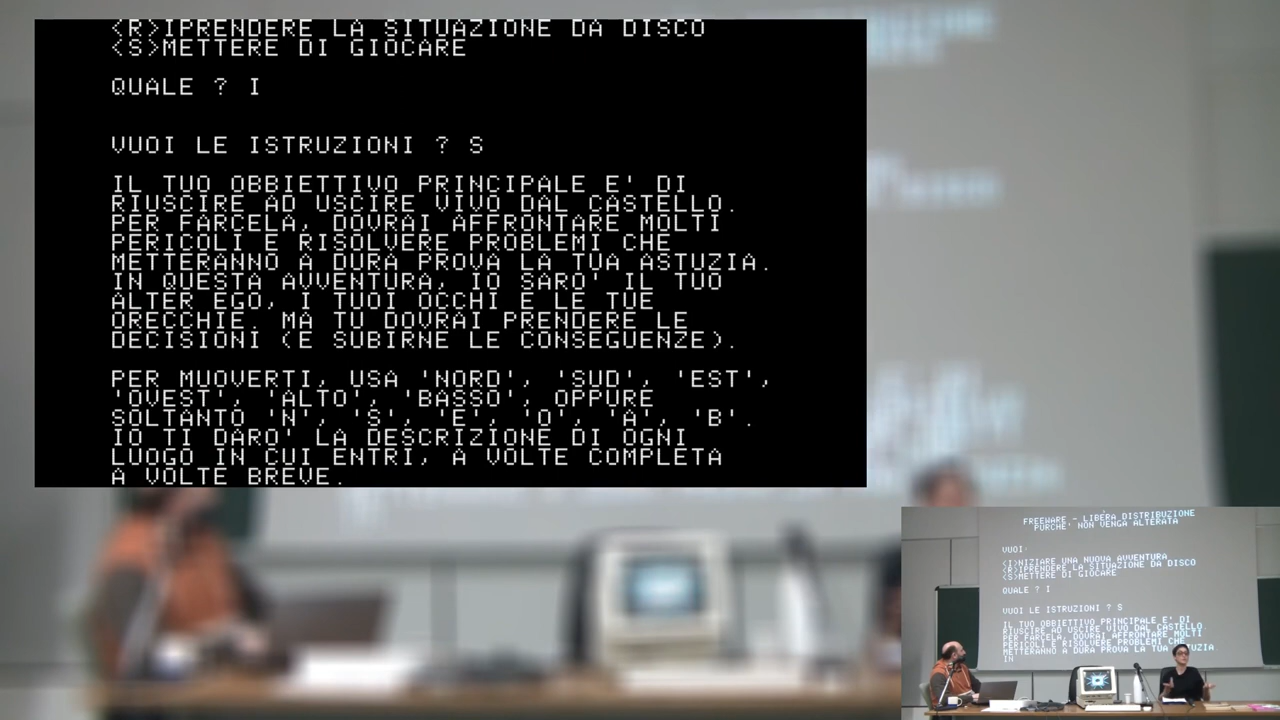 <R>IPRENDERE LA SITUAZIONE DA DISCO
<S>METTERE DI GIOCARE
QUALE ? I
VUOI LE ISTRUZIONI ? S
IL TUO OBBIETTIVO PRINCIPALE E' DI
RIUSCIRE AD USCIRE VIVO DAL CASTELLO.
PER FARCELA, DOVRAI AFFRONTARE MOLTI
PERICOLI E RISOLVERE PROBLEMI CHE
METTERANNO A DURA PROVA LA TUA ASTUZIA.
IN QUESTA AVVENTURA, IO SARO' IL TUO
ALTER EGO, I TUOI OCCHI E LE TUE
ORECCHIE. MA TU DOVRAI PRENDERE LE
DECISIONI (E SUBIRNE LE CONSEGUENZE).
PER MUOVERTI, USA 'NORD', 'SUD', 'EST',
'OVEST', 'ALTO', 'BASSO', OPPURE
SOLTANTO 'N', 'S', 'E', 'O', 'A', 'B'.
IO TI DARO' LA DESCRIZIONE DI OGNI
LUOGO IN CUI ENTRI, A VOLTE COMPLETA
A VOLTE BREVE.
FREEWARE - LIBERA DISTRIBUZIONE
PURCHE' NON VENGA ALTERATA
VUOI:
<I>NIZIARE UNA NUOVA AVVENTURA
<R>IPRENDERE LA SITUAZIONE DA DISCO
<S>METTERE DI GIOCARE
QUALE ? I
VUOI LE ISTRUZIONI ? S
IL TUO OBBIETTIVO PRINCIPALE E' DI
RIUSCIRE AD USCIRE VIVO DAL CASTELLO.
PER FARCELA, DOVRAI AFFRONTARE MOLTI
PERICOLI E RISOLVERE PROBLEMI CHE
METTERANNO A DURA PROVA LA TUA ASTUZIA.
IN